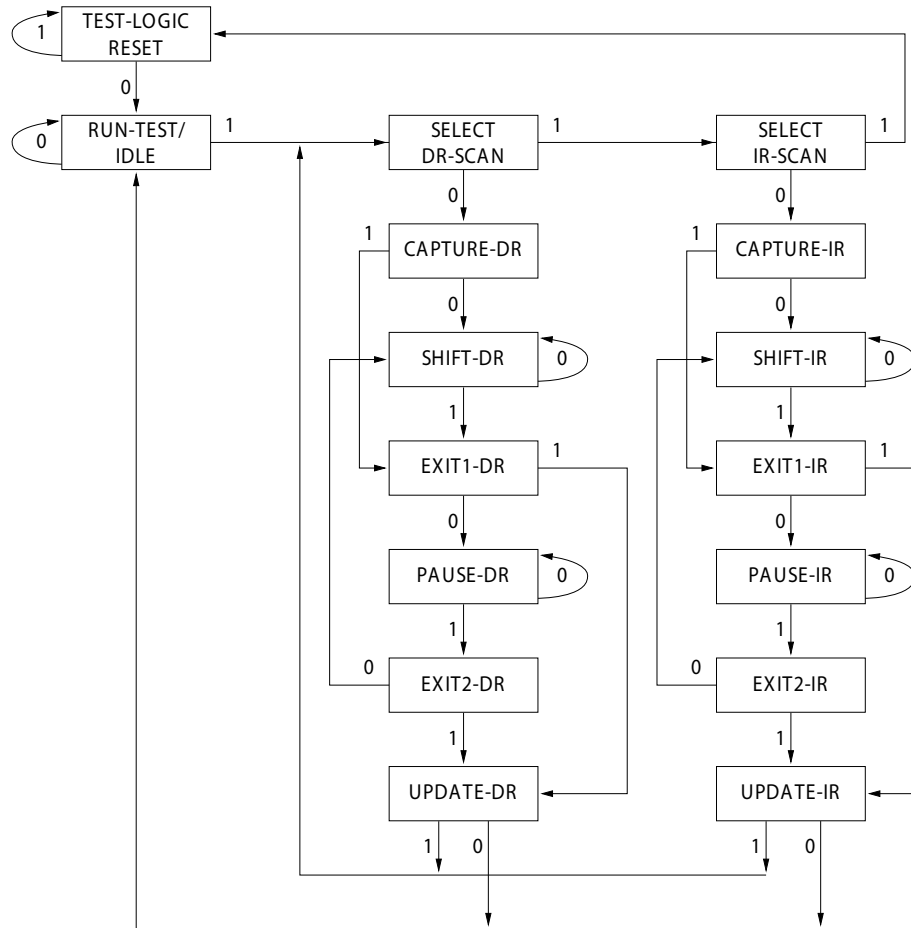 TEST-LOGIC
RESET
1
0
RUN-TEST/
IDLE
0
1
SELECT
DR-SCAN
1
SELECT
IR-SCAN
1
0
0
1
CAPTURE-DR
1
CAPTURE-IR
0
0
SHIFT-DR
0
SHIFT-IR
0
1
1
EXIT1-DR
1
EXIT1-IR
1
0
0
PAUSE-DR
0
PAUSE-IR
0
1
1
0
EXIT2-DR
0
EXIT2-IR
1
1
UPDATE-DR
UPDATE-IR
1
0
1
0